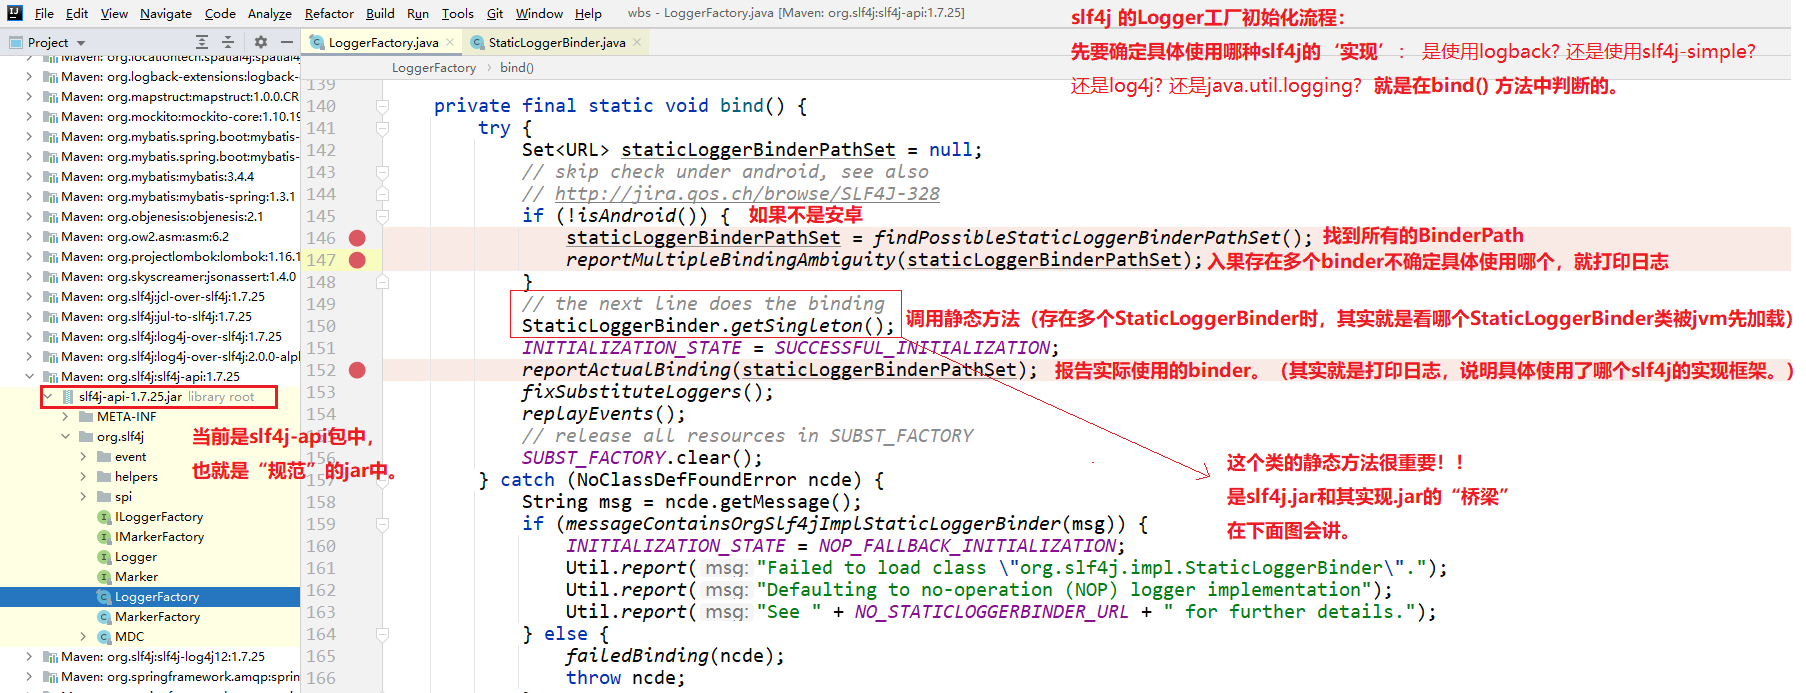 File Edit View Navigate Code Analyze Refactor Build Run Tools Git Window Help wbs - LoggerFactory.java [Maven: org.slf4j:slf4j-api:1.7.25]
slf4j 的Logger工厂初始化流程：
先要确定具体使用哪种slf4j的‘实现’： 是使用logback? 还是使用slf4j-simple?
还是log4j? 还是java.util.logging？就是在bind() 方法中判断的。
Project
LoggerFactory.java
StaticLoggerBinder.java
LoggerFactory
bind()
Maven: org.locationtech.spatial4j:spatial
Maven: org.logback-extensions:logback-
Maven: org.mapstruct:mapstruct:1.0.0.CR
Maven: org.mockito:mockito-core:1.10.19
Maven: org.mybatis.spring.boot:mybatis-
Maven: org.mybatis.spring.boot:mybatis-
Maven: org.mybatis:mybatis:3.4.4
Maven: org.mybatis:mybatis-spring:1.3.1
Maven: org.objenesis:objenesis:2.1
Maven: org.ow2.asm:asm:6.2
Maven: org.projectlombok:lombok:1.16.1
Maven: org.skyscreamer:jsonassert:1.4.0
Maven: org.slf4j:jcl-over-slf4j:1.7.25
Maven: org.slf4j:jul-to-slf4j:1.7.25
Maven: org.slf4j:log4j-over-slf4j:1.7.25
Maven: org.slf4j:log4j-over-slf4j:2.0.0-alph
Maven: org.slf4j:slf4j-api:1.7.25
slf4j-api-1.7.25.jar library root
META-INF
org.slf4j
event
helpers
spi
ILoggerFactory
IMarkerFactory
Logger
Marker
LoggerFactory
MarkerFactory
MDC
Maven: org.slf4j:slf4j-log4j12:1.7.25
Maven: org.springframework.amqp:sprin
当前是slf4j-api包中，
也就是“规范”的jar中。
139
140 private final static void bind() {
141 try {
142 Set<URL> staticLoggerBinderPathSet = null;
143 // skip check under android, see also
144 // http://jira.qos.ch/browse/SLF4J-328
145 if (!isAndroid()) { 如果不是安卓
146 staticLoggerBinderPathSet = findPossibleStaticLoggerBinderPathSet(); 找到所有的BinderPath
147 reportMultipleBindingAmbiguity(staticLoggerBinderPathSet); 入果存在多个binder不确定具体使用哪个，就打印日志
148 }
149 // the next line does the binding
150 StaticLoggerBinder.getSingleton(); 调用静态方法（存在多个StaticLoggerBinder时，其实就是看哪个StaticLoggerBinder类被jvm先加载）
151 INITIALIZATION_STATE = SUCCESSFUL_INITIALIZATION;
152 reportActualBinding(staticLoggerBinderPathSet); 报告实际使用的binder。（其实就是打印日志，说明具体使用了哪个slf4j的实现框架。）
153 fixSubstituteLoggers();
154 replayEvents();
155 // release all resources in SUBST_FACTORY
156 SUBST_FACTORY.clear();
157 } catch (NoClassDefFoundError ncde) {
158 String msg = ncde.getMessage();
159 if (messageContainsOrgSlf4jImplStaticLoggerBinder(msg)) {
160 INITIALIZATION_STATE = NOP_FALLBACK_INITIALIZATION;
161 Util.report( msg: "Failed to load class \"org.slf4j.impl.StaticLoggerBinder\".");
162 Util.report( msg: "Defaulting to no-operation (NOP) logger implementation");
163 Util.report( msg: "See " + NO_STATICLOGGERBINDER_URL + " for further details.");
164 } else {
165 failedBinding(ncde);
166 throw ncde;
这个类的静态方法很重要！！
是slf4j.jar和其实现.jar的“桥梁”
在下面图会讲。